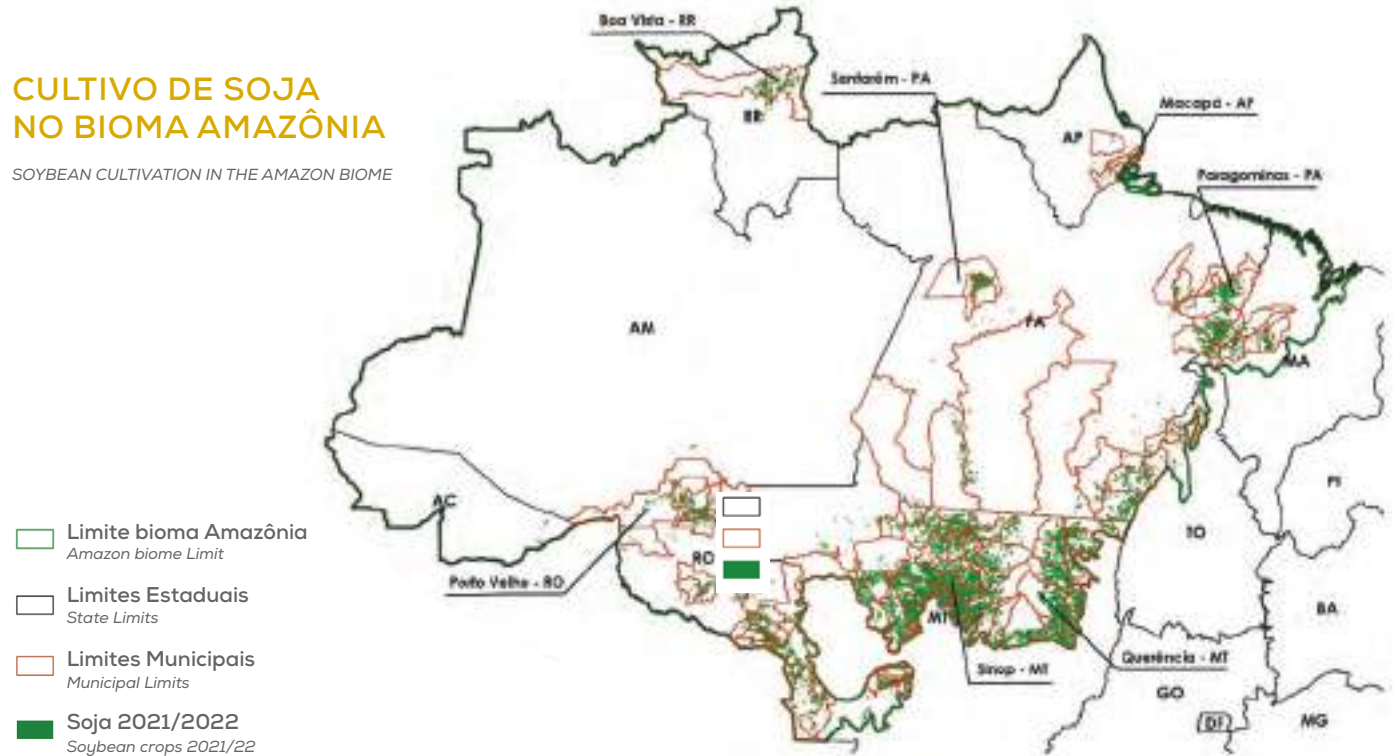 CULTIVO DE SOJA
NO BIOMA AMAZÔNIA
SOYBEAN CULTIVATION IN THE AMAZON BIOME
Boa Vista - RR
Santarém - PA
Macapá - AP
Paragominas - PA
RR
AP
AM
PA
MA
AC
PI
TO
RO
Porto Velho - RO
BA
MT
Sinop - MT
Querência - MT
GO
DF
MG
Limite bioma Amazônia
Amazon biome Limit
Limites Estaduais
State Limits
Limites Municipais
Municipal Limits
Soja 2021/2022
Soybean crops 2021/22